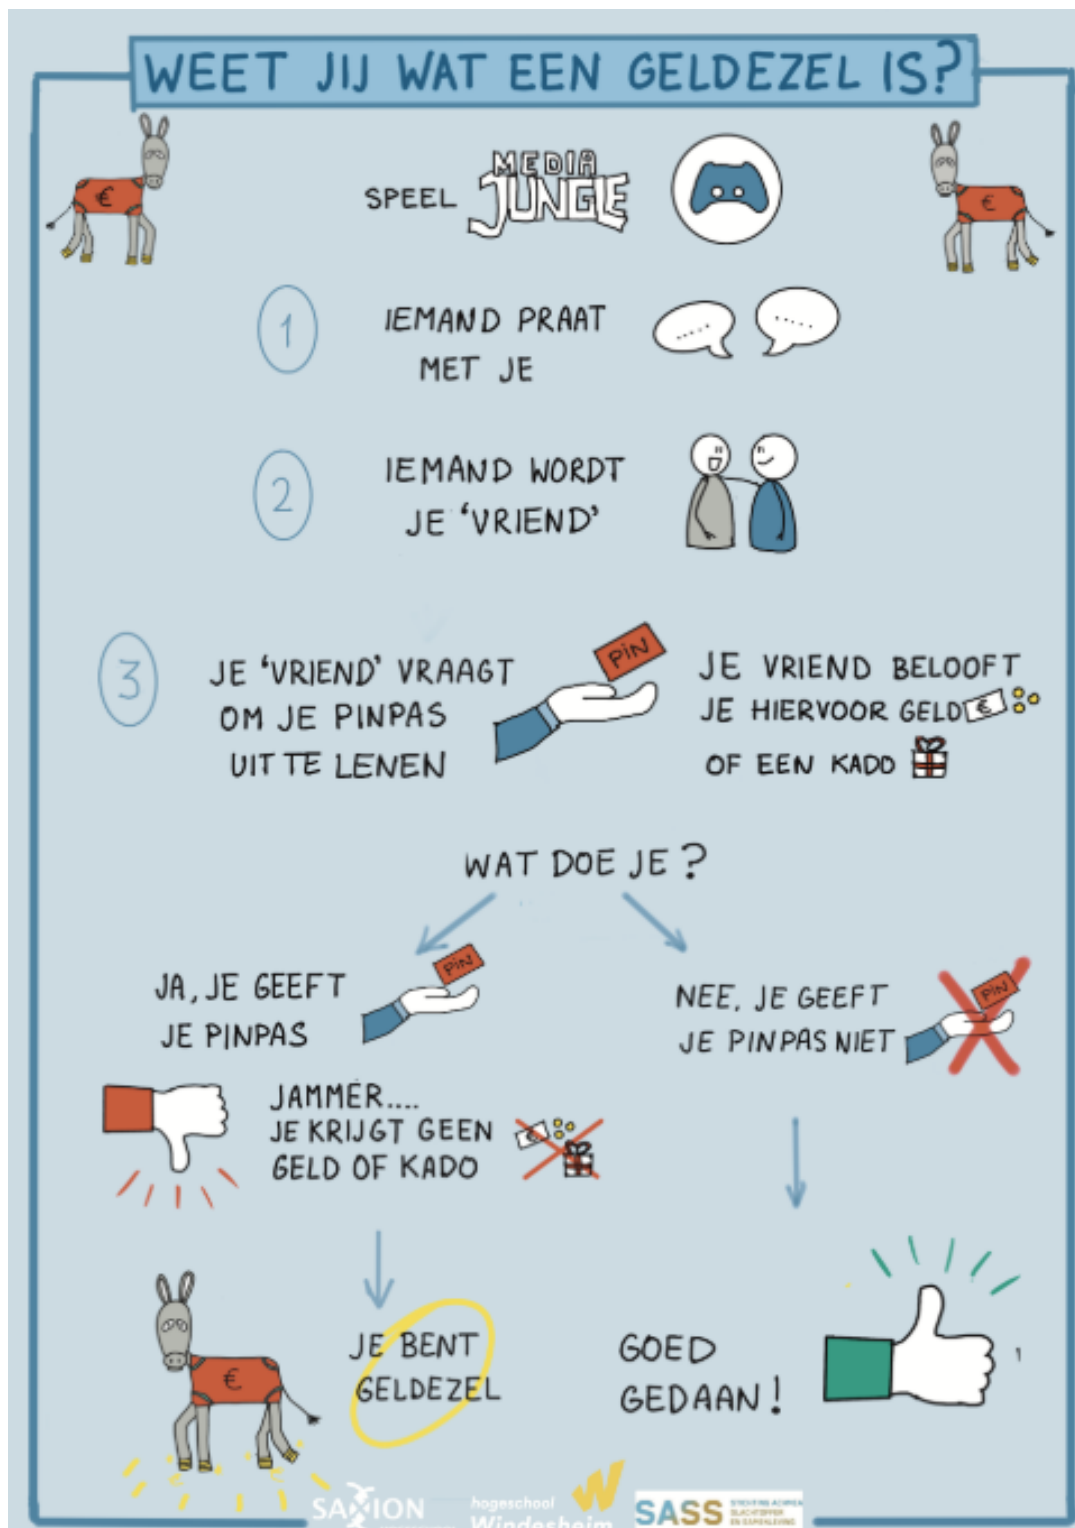 WEET JIJ WAT EEN GELDEZEL IS?
€
€
SPEEL MEDIA JUNGLE
1
IEMAND PRAAT
MET JE
2
IEMAND WORDT
JE ‘VRIEND’
3
JE ‘VRIEND’ VRAAGT
OM JE PINPAS
UIT TE LENEN
PIN
JE VRIEND BELOOFT
JE HIERVOOR GELD €
OF EEN KADO
WAT DOE JE?
JA, JE GEEFT
JE PINPAS
PIN
NEE, JE GEEFT
JE PINPAS NIET
PIN
JAMMER....
JE KRIJGT GEEN
GELD OF KADO
€
€
JE BENT
GELDEZEL
GOED
GEDAAN!
SAXION
hogeschool
Windesheim
SASS
EN SAMENLEVING